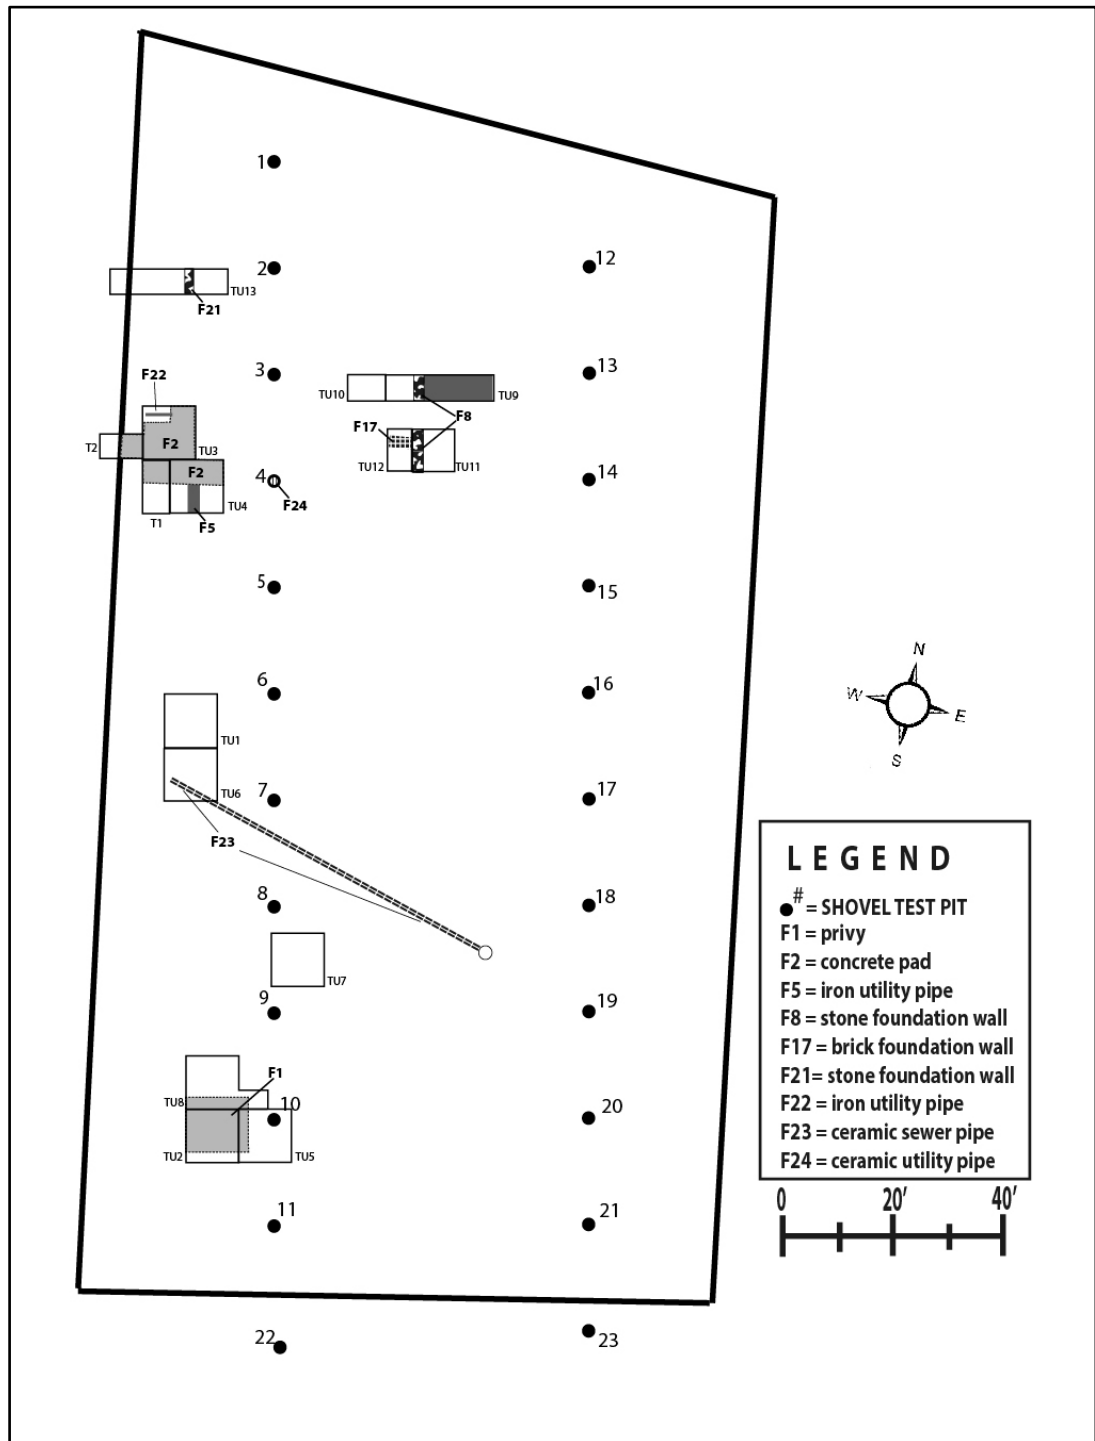 1
2
12
TU13
F21
3
13
F22
TU10
TU9
F8
F17
T2
F2
TU3
TU12
TU11
F2
4
14
F24
T1
TU4
F5
5
15
6
16
N
W
E
S
TU1
7
17
TU6
F23
8
18
TU7
9
19
F1
TU8
10
20
TU2
TU5
11
21
22
23
LEGEND
# = SHOVEL TEST PIT
F1 = privy
F2 = concrete pad
F5 = iron utility pipe
F8 = stone foundation wall
F17 = brick foundation wall
F21= stone foundation wall
F22 = iron utility pipe
F23 = ceramic sewer pipe
F24 = ceramic utility pipe
0 20' 40'